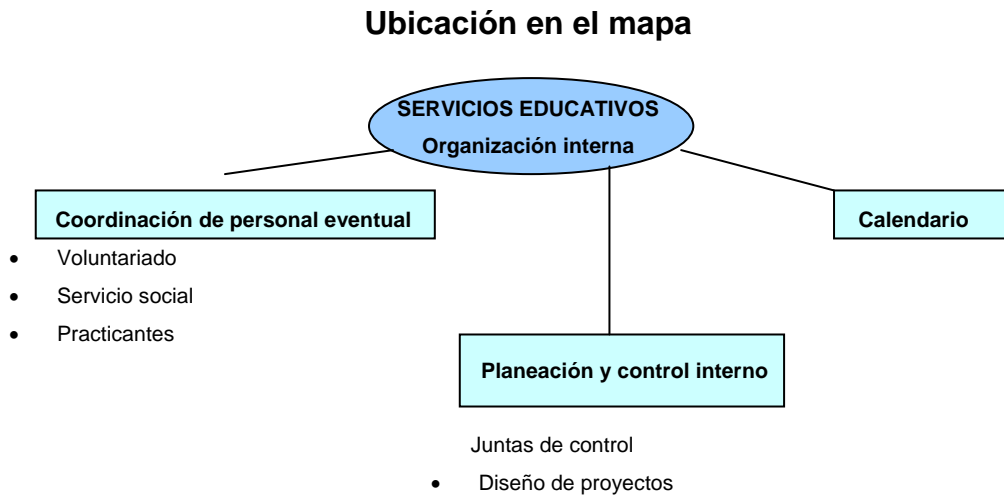 Ubicación en el mapa
SERVICIOS EDUCATIVOS
Organización interna
Coordinación de personal eventual
Calendario
• Voluntariado
• Servicio social
• Practicantes
Planeación y control interno
Juntas de control
• Diseño de proyectos